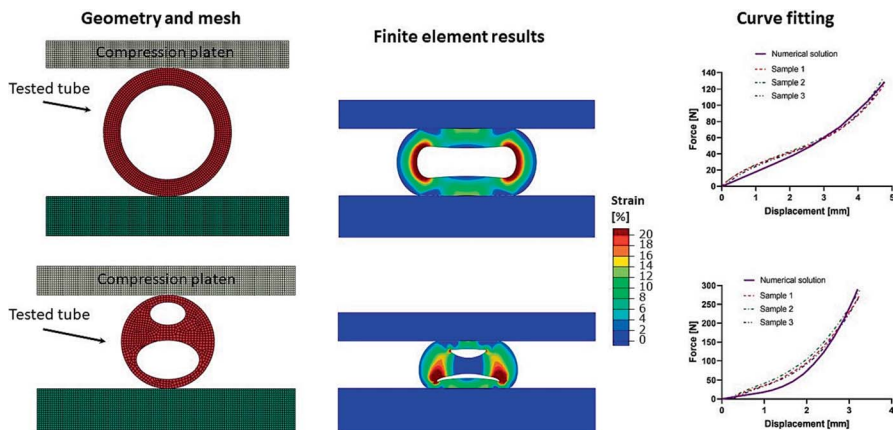 Geometry and mesh
Finite element results
Curve fitting
Compression platen
Tested tube
Numerical solution
Sample 1
Sample 2
Sample 3
Force [N]
140
120
100
80
60
40
20
0
0 1 2 3 4 5
Displacement [mm]
Strain
[%]
20
18
16
14
12
10
8
6
4
2
0
Compression platen
Tested tube
Numerical solution
Sample 1
Sample 2
Sample 3
Force [N]
300
250
200
150
100
50
0
0 1 2 3 4
Displacement [mm]